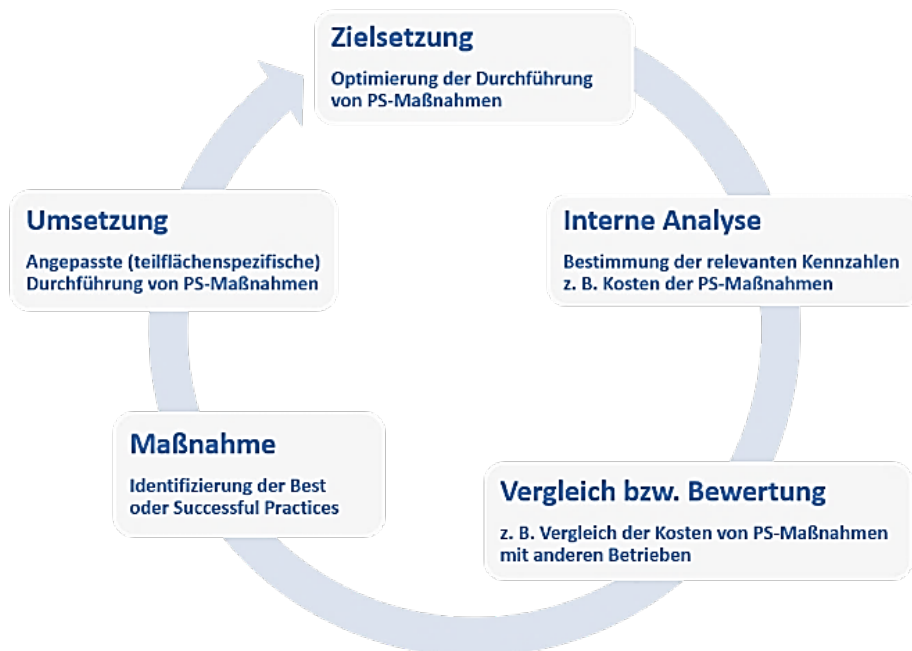 Zielsetzung
Optimierung der Durchführung
von PS-Maßnahmen
Interne Analyse
Bestimmung der relevanten Kennzahlen
z. B. Kosten der PS-Maßnahmen
Vergleich bzw. Bewertung
z. B. Vergleich der Kosten von PS-Maßnahmen
mit anderen Betrieben
Maßnahme
Identifizierung der Best
oder Successful Practices
Umsetzung
Angepasste (teilflächenspezifische)
Durchführung von PS-Maßnahmen